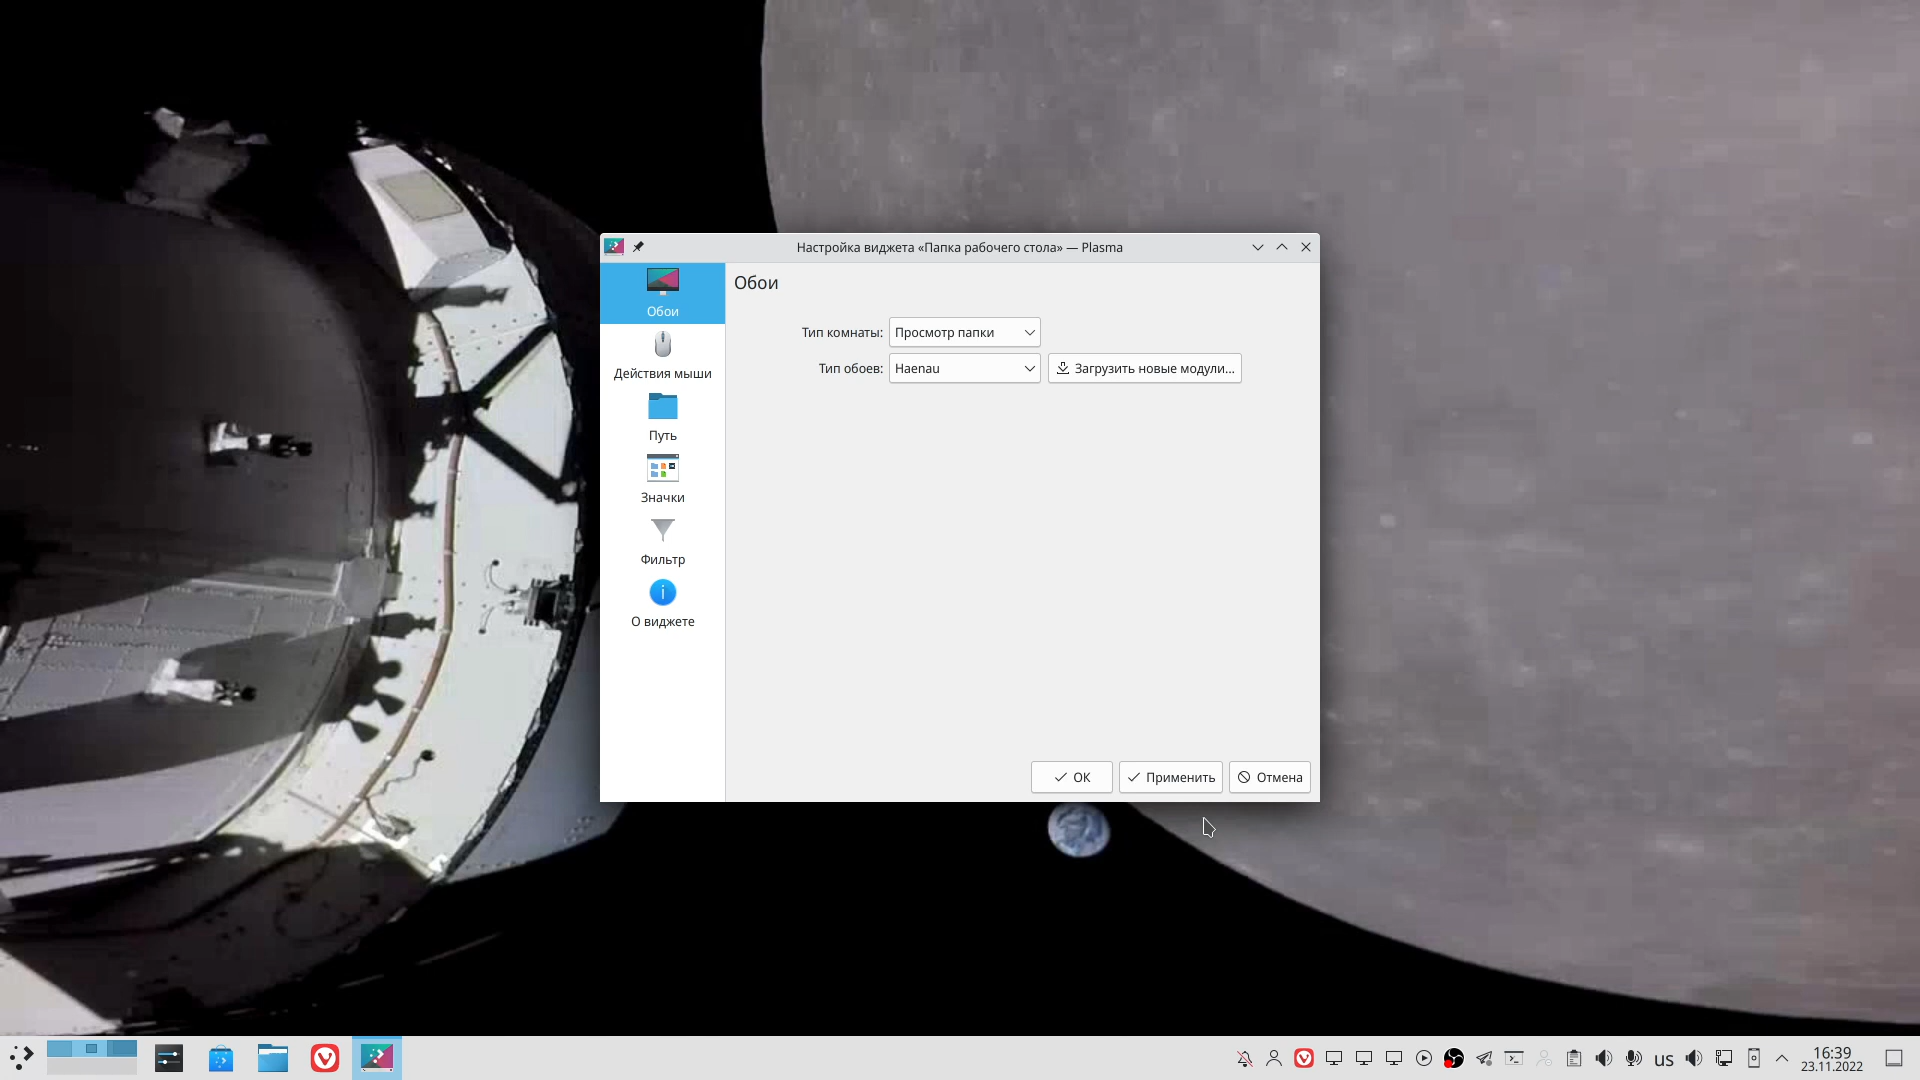 Настройка виджета «Папка рабочего стола» — Plasma
Обои
Действия мыши
Путь
Значки
Фильтр
О виджете
Обои
Тип комнаты: Просмотр папки
Тип обоев: Haenau Загрузить новые модули...
ОК Применить Отмена
us
16:39
23.11.2022